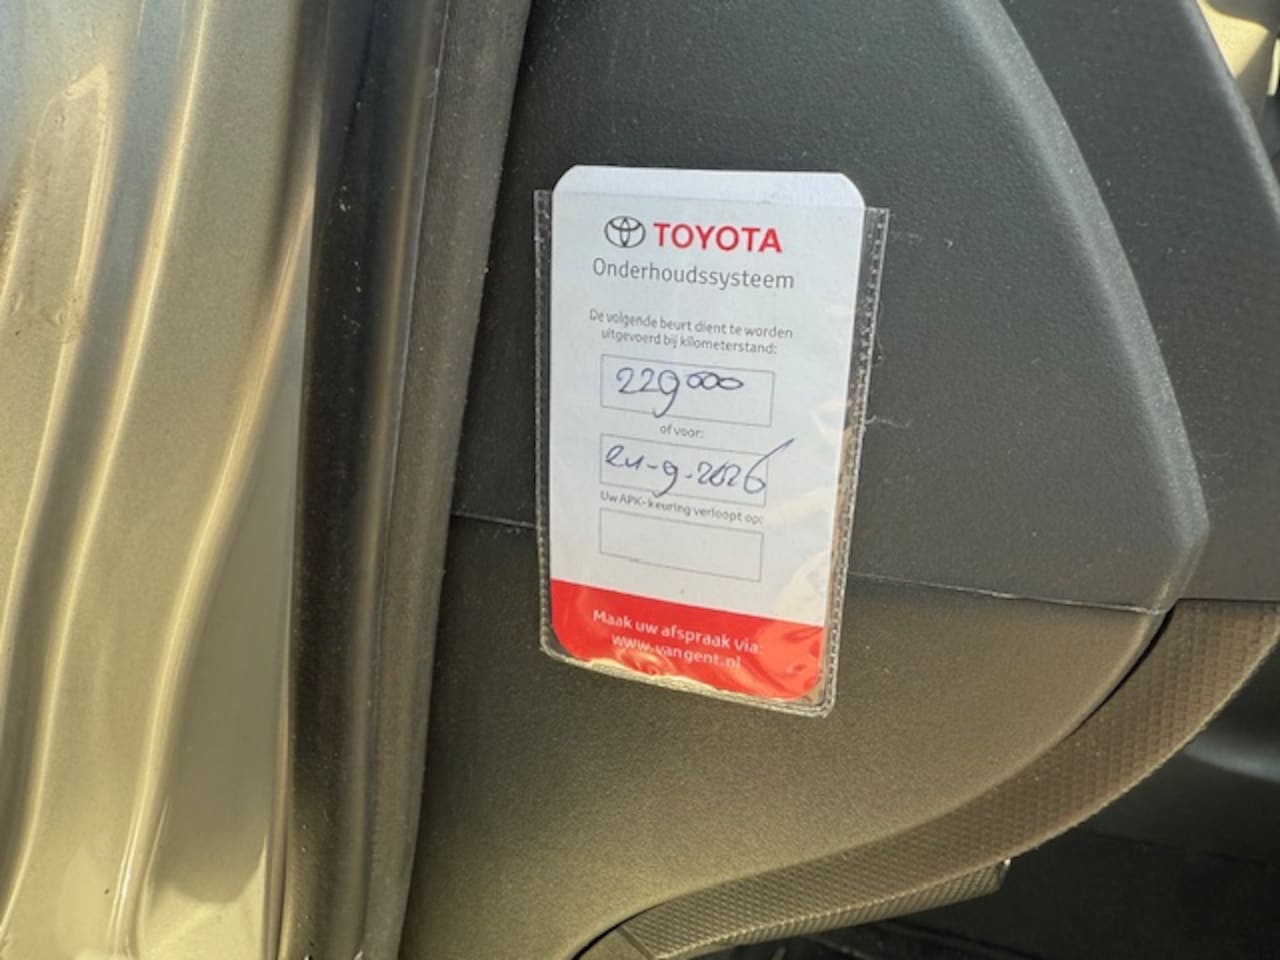 TOYOTA
Onderhoudssysteem
De volgende beurt dient te worden
uitgevoerd bij kilometerstand:
229000
of voor:
21-9-2026
Uw APK-keuring verloopt op:
Maak uw afspraak via:
www.vangent.nl